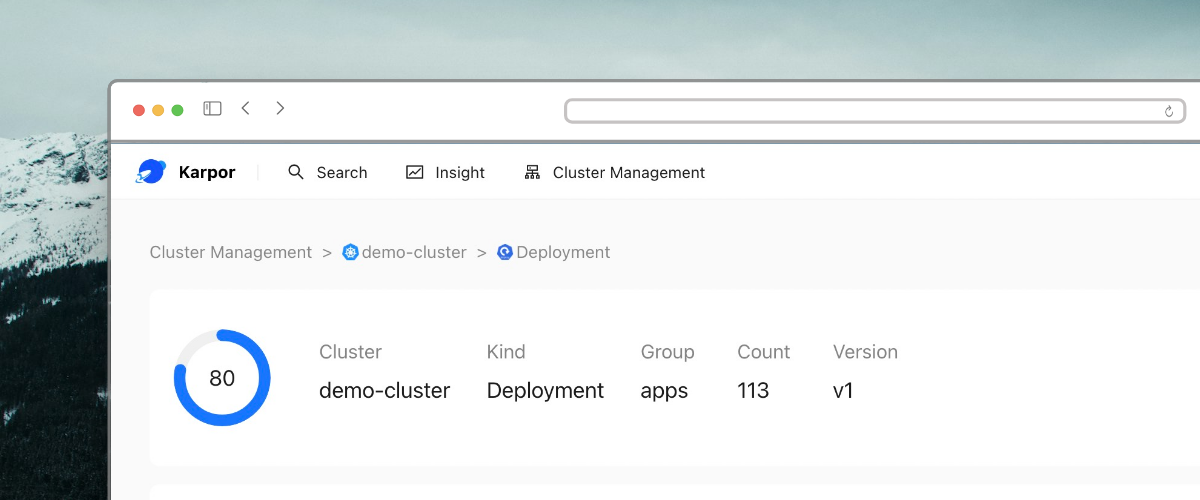 Karpor Search Insight Cluster Management
Cluster Management > demo-cluster > Deployment
80
Cluster Kind Group Count Version
demo-cluster Deployment apps 113 v1